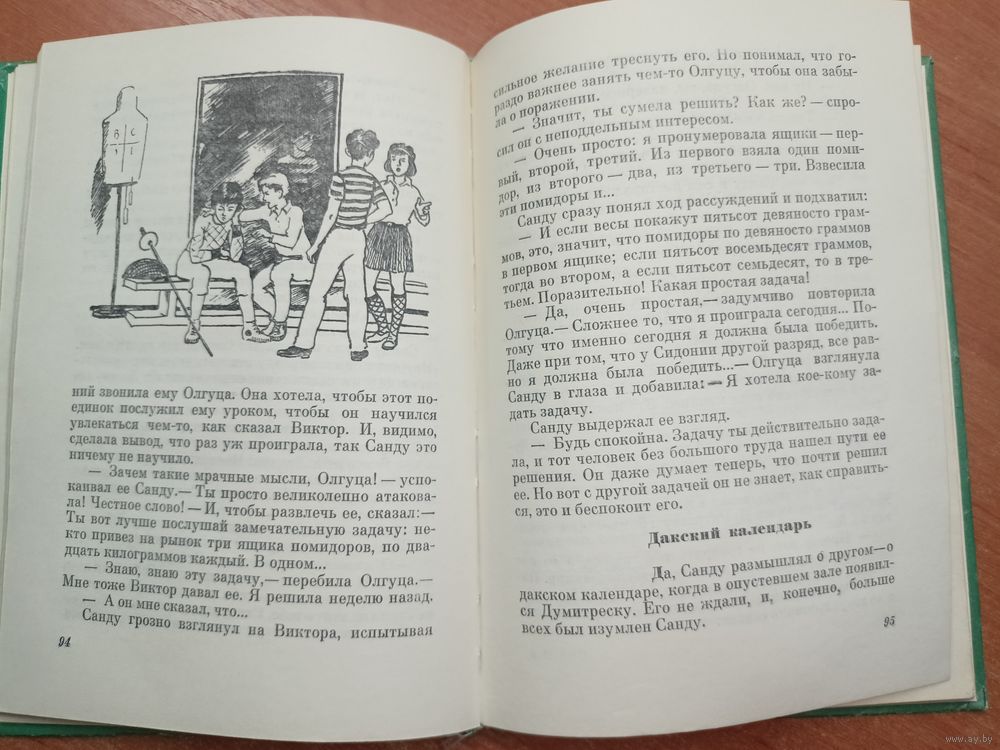 В С
ний звонила ему Олгуца. Она хотела, чтобы этот по-
единок послужил ему уроком, чтобы он научился
увлекаться чем-то, как сказал Виктор. И, видимо,
сделала вывод, что раз уж проиграла, так Санду это
ничему не научило.
— Зачем такие мрачные мысли, Олгуца! — успо-
каивал ее Санду.— Ты просто великолепно атакова-
ла! Честное слово! — И, чтобы развлечь ее, сказал:—
Ты вот лучше послушай замечательную задачу: не-
кто привез на рынок три ящика помидоров, по два-
дцать килограммов каждый. В одном...
— Знаю, знаю эту задачу,— перебила Олгуца.—
Мне тоже Виктор давал ее. Я решила неделю назад.
— А он мне сказал, что...
Санду грозно взглянул на Виктора, испытывая
94
сильное желание треснуть его. Но понимал, что го-
раздо важнее занять чем-то Олгуцу, чтобы она забы-
ла о поражении.
— Значит, ты сумела решить? Как же? — спро-
сил он с неподдельным интересом.
— Очень просто: я пронумеровала ящики — пер-
вый, второй, третий. Из первого взяла один поми-
дор, из второго — два, из третьего — три. Взвесила
эти помидоры и...
Санду сразу понял ход рассуждений и подхватил:
— И если весы покажут пятьсот девяносто грам-
мов, это, значит, что помидоры по девяносто граммов
в первом ящике; если пятьсот восемьдесят граммов,
тогда во втором, а если пятьсот семьдесят, то в тре-
тьем. Поразительно! Какая простая задача!
— Да, очень простая,— задумчиво повторила
Олгуца.— Сложнее то, что я проиграла сегодня... По-
тому что именно сегодня я должна была победить.
Даже при том, что у Сидонии другой разряд, все рав-
но я должна была победить...— Олгуца взглянула
Санду в глаза и добавила: — Я хотела кое-кому за-
дать задачу.
Санду выдержал ее взгляд.
— Будь спокойна. Задачу ты действительно зада-
ла, и тот человек без большого труда нашел пути ее
решения. Он даже думает теперь, что почти решил
ее. Но вот с другой задачей он не знает, как справить-
ся, это и беспокоит его.
Дакский календарь
Да, Санду размышлял о другом—о
дакском календаре, когда в опустевшем зале появил-
ся Думитреску. Его не ждали, и, конечно, больше
всех был изумлен Санду.
95
www.ay.by